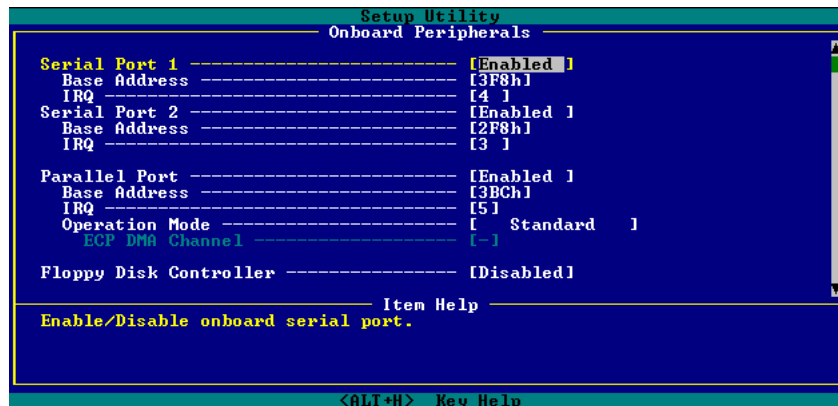 Setup Utility
Onboard Peripherals
Serial Port 1 ------------------------- [Enabled ]
Base Address ------------------------ [3F8h]
IRQ --------------------------------- [4 ]
Serial Port 2 ------------------------- [Enabled ]
Base Address ------------------------ [2F8h]
IRQ --------------------------------- [3 ]
Parallel Port ------------------------- [Enabled ]
Base Address ------------------------ [3BCh]
IRQ --------------------------------- [5]
Operation Mode ---------------------- [   Standard   ]
ECP DMA Channel ------------------- [-]
Floppy Disk Controller ---------------- [Disabled]
Item Help
Enable/Disable onboard serial port.
<ALT+H> Key Help